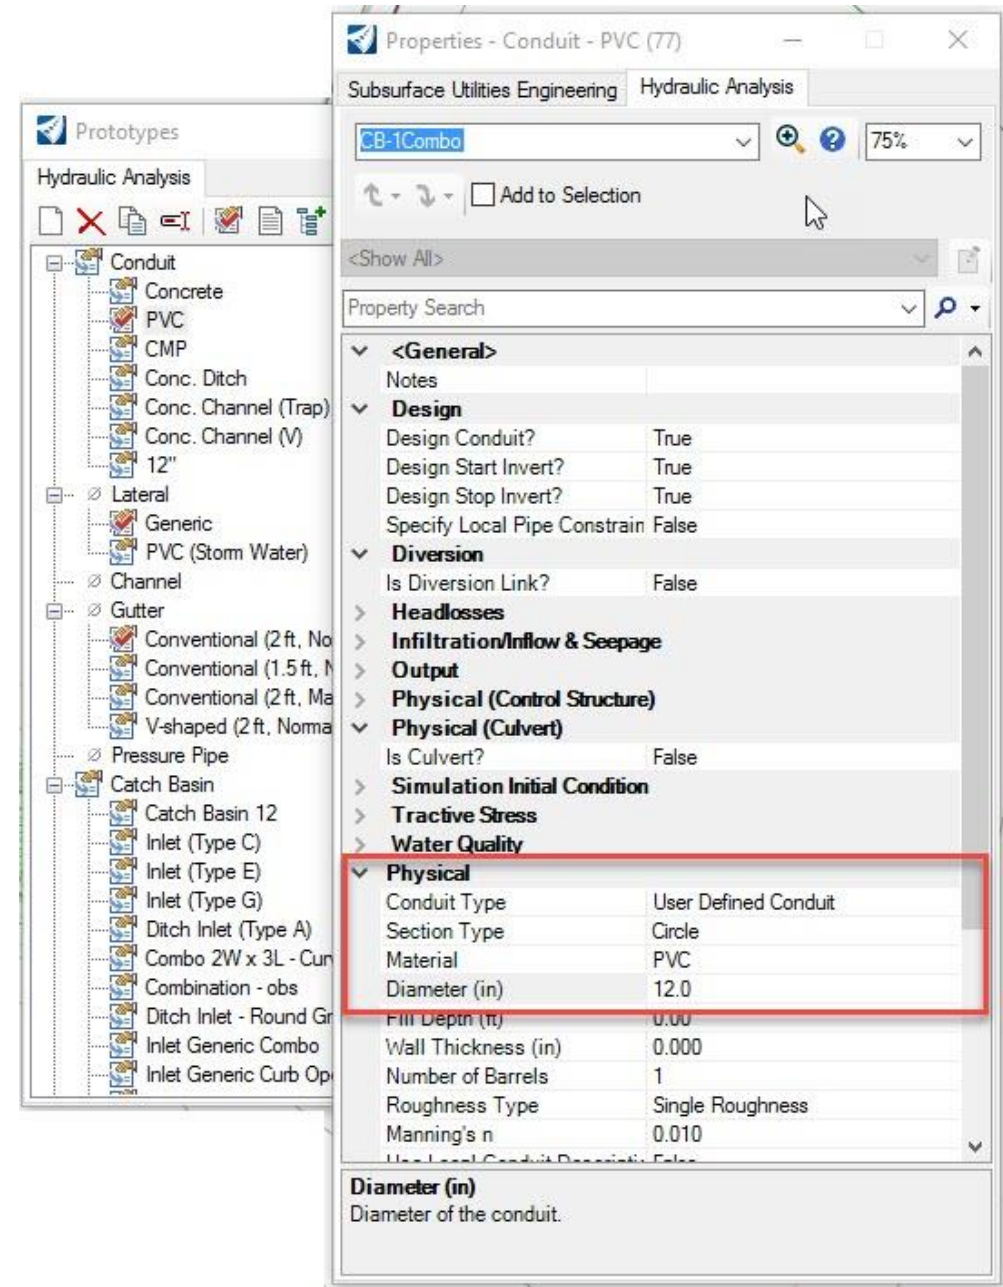 Prototypes
Hydraulic Analysis
Conduit
Concrete
PVC
CMP
Conc. Ditch
Conc. Channel (Trap)
Conc. Channel (V)
12"
Lateral
Generic
PVC (Storm Water)
Channel
Gutter
Conventional (2 ft, No
Conventional (1.5 ft, N
Conventional (2 ft, Ma
V-shaped (2 ft, Norma
Pressure Pipe
Catch Basin
Catch Basin 12
Inlet (Type C)
Inlet (Type E)
Inlet (Type G)
Ditch Inlet (Type A)
Combo 2W x 3L - Cur
Combination - obs
Ditch Inlet - Round Gr
Inlet Generic Combo
Inlet Generic Curb Op
Properties - Conduit - PVC (77)
Subsurface Utilities Engineering Hydraulic Analysis
CB-1Combo 75%
Add to Selection
<Show All>
Property Search
<General>
Notes
Design
Design Conduit? True
Design Start Invert? True
Design Stop Invert? True
Specify Local Pipe Constrain False
Diversion
Is Diversion Link? False
Headlosses
Infiltration/Inflow & Seepage
Output
Physical (Control Structure)
Physical (Culvert)
Is Culvert? False
Simulation Initial Condition
Tractive Stress
Water Quality
Physical
Conduit Type User Defined Conduit
Section Type Circle
Material PVC
Diameter (in) 12.0
Fill Depth (ft) 0.00
Wall Thickness (in) 0.000
Number of Barrels 1
Roughness Type Single Roughness
Manning's n 0.010
Diameter (in)
Diameter of the conduit.